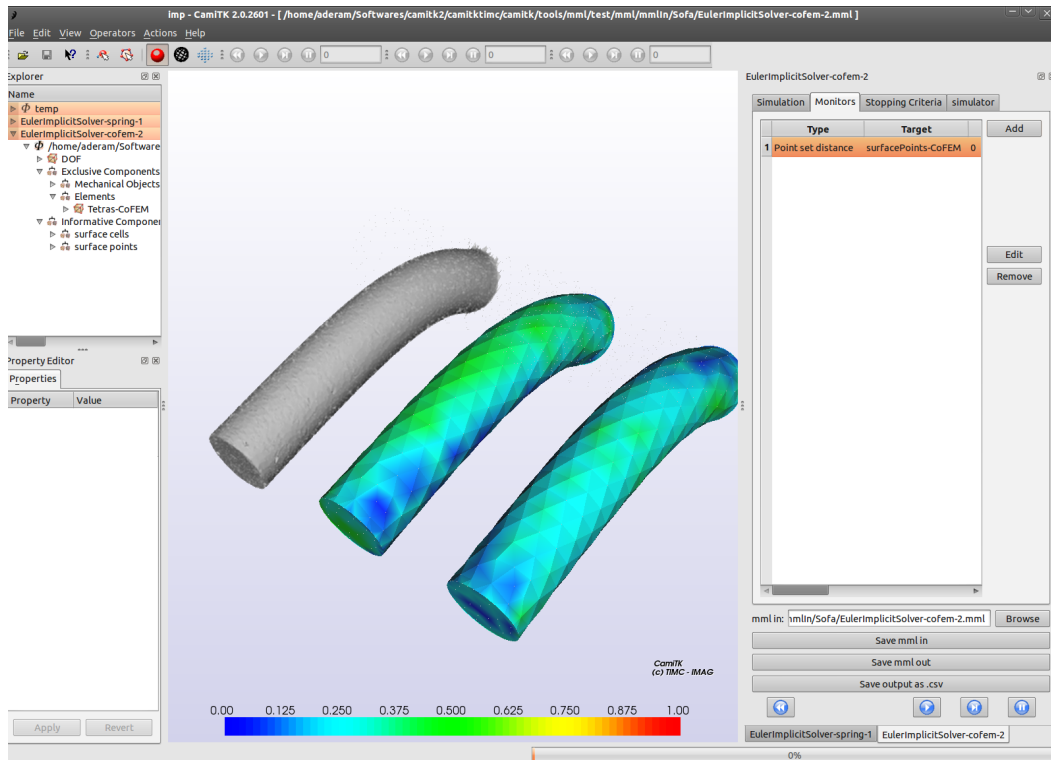 imp - CamiTK 2.0.2601 - [ /home/aderam/Softwares/camitk2/camitktimc/camitk/tools/mml/test/mml/mmlIn/Sofa/EulerImplicitSolver-cofem-2.mml ]
File Edit View Operators Actions Help
0 0 0
Explorer
Name
temp
EulerImplicitSolver-spring-1
EulerImplicitSolver-cofem-2
/home/aderam/Software
DOF
Exclusive Components
Mechanical Objects
Elements
Tetras-CoFEM
Informative Componen
surface cells
surface points
Property Editor
Properties
Property Value
Apply Revert
CamiTK
(c) TIMC - IMAG
0.00 0.125 0.250 0.375 0.500 0.625 0.750 0.875 1.00
EulerImplicitSolver-cofem-2
Simulation Monitors Stopping Criteria simulator
Type Target
1 Point set distance surfacePoints-CoFEM 0
Add
Edit
Remove
mml in: nmlIn/Sofa/EulerImplicitSolver-cofem-2.mml Browse
Save mml in
Save mml out
Save output as .csv
EulerImplicitSolver-spring-1 EulerImplicitSolver-cofem-2
0%